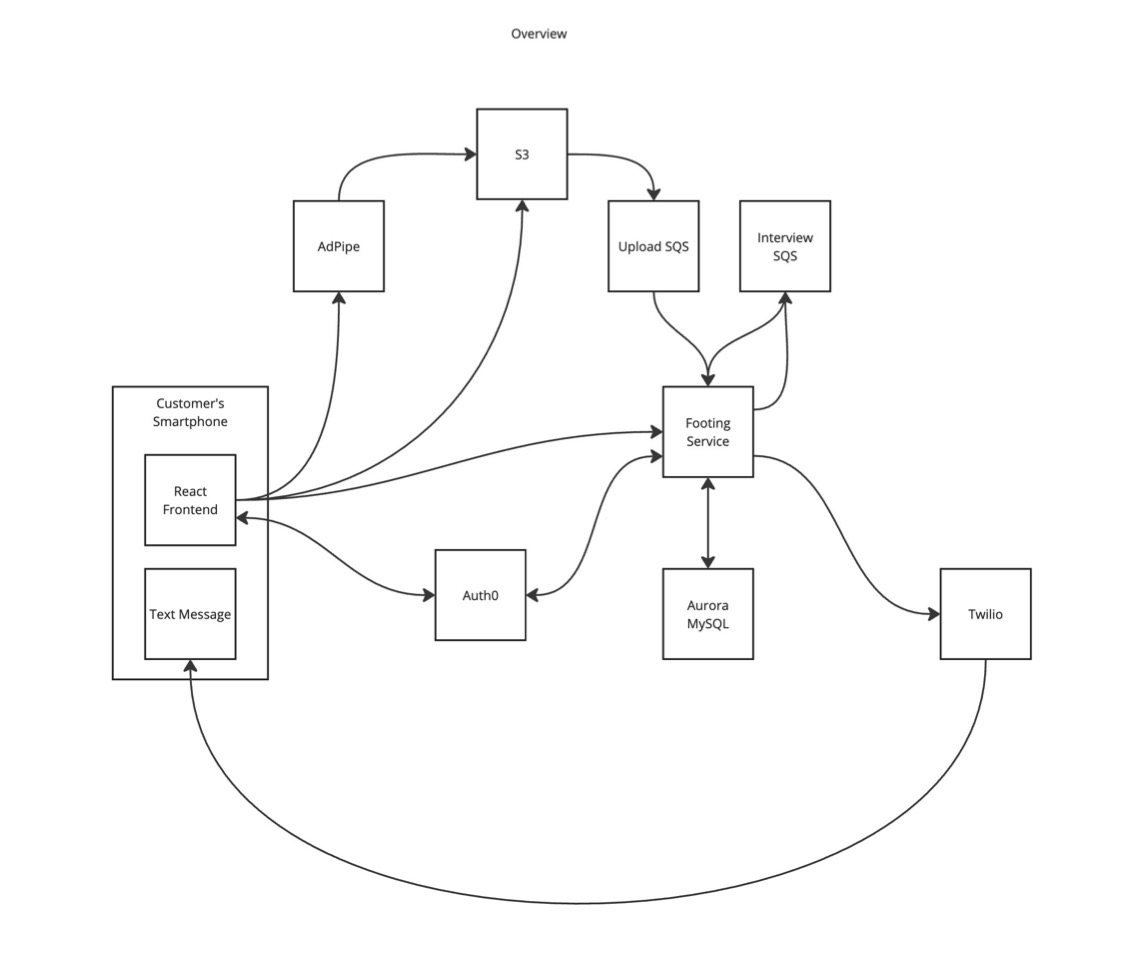 Overview
S3
AdPipe
Upload SQS
Interview
SQS
Customer's
Smartphone
Footing
Service
React
Frontend
Auth0
Text Message
Aurora
MySQL
Twilio